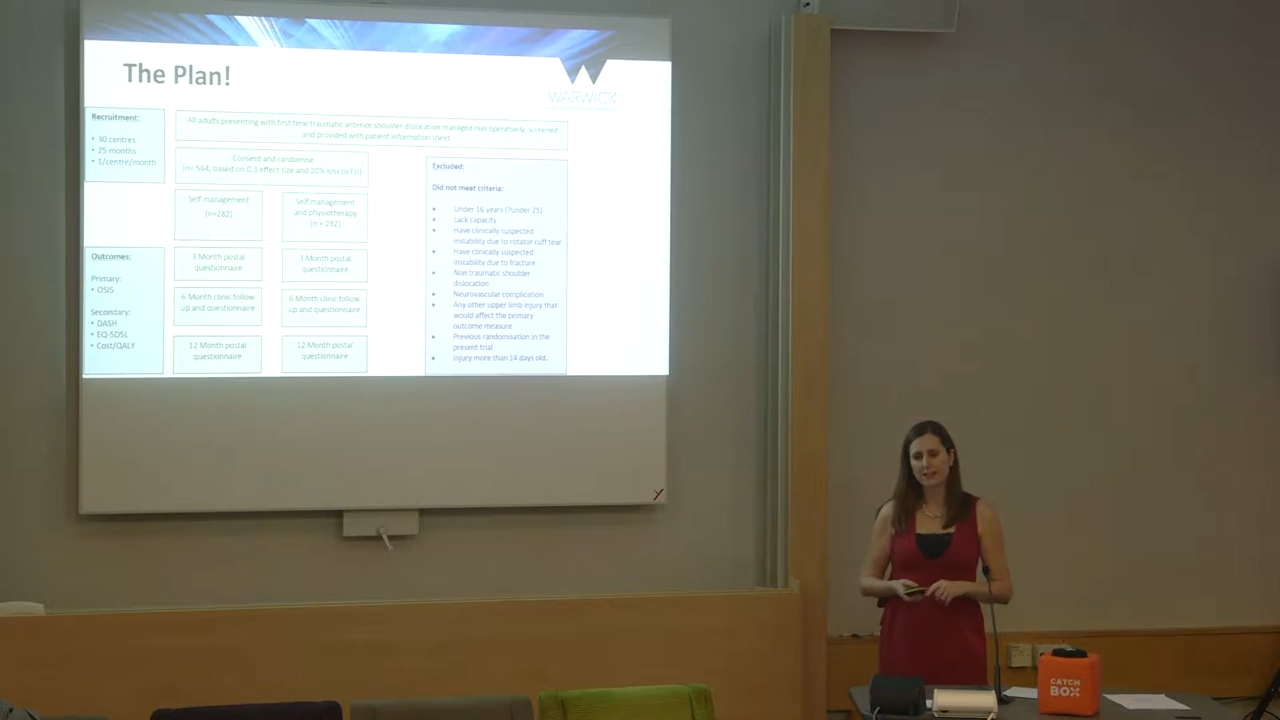 The Plan!
WARWICK
Recruitment:
• 30 centres
• 25 months
• 1/centre/month
All adults presenting with first time traumatic anterior shoulder dislocation managed non operatively, screened
and provided with patient information sheet
Consent and randomise
(n= 564, based on 0.3 effect size and 20% loss to FU)
Self management
(n=282)
Self management
and physiotherapy
(n = 282)
Outcomes:
Primary:
• OSIS
Secondary:
• DASH
• EQ-5D5L
• Cost/QALY
3 Month postal
questionnaire
3 Month postal
questionnaire
6 Month clinic follow
up and questionnaire
6 Month clinic follow
up and questionnaire
12 Month postal
questionnaire
12 Month postal
questionnaire
Excluded:
Did not meet criteria:
• Under 16 years (?under 25)
• Lack capacity
• Have clinically suspected
instability due to rotator cuff tear
• Have clinically suspected
instability due to fracture
• Non traumatic shoulder
dislocation
• Neurovascular complication
• Any other upper limb injury that
would affect the primary
outcome measure
• Previous randomisation in the
present trial
• Injury more than 14 days old.
CATCH
BOX